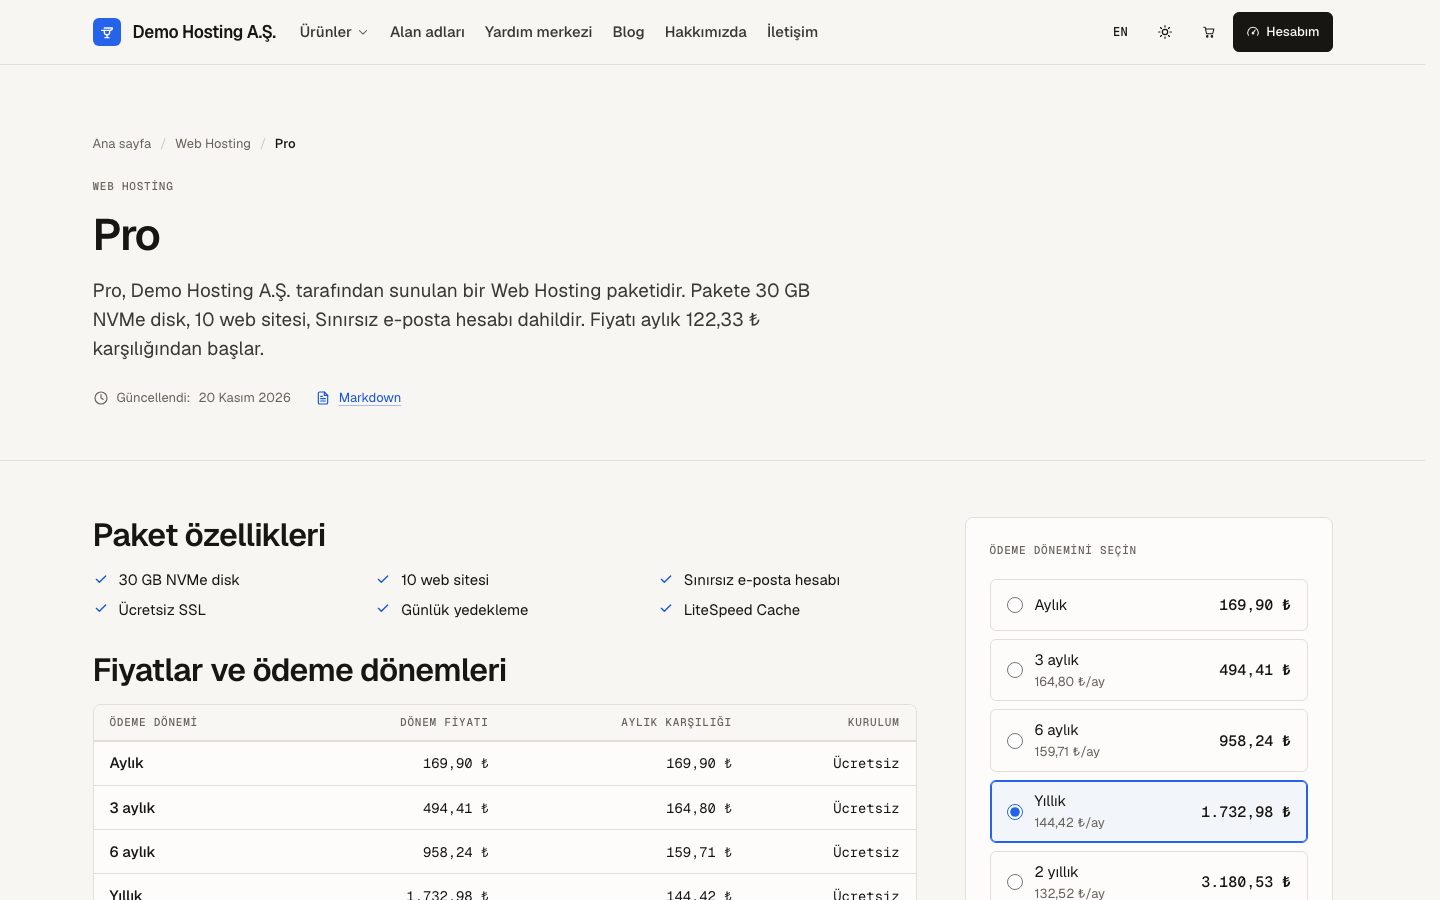 Demo Hosting A.Ş. Ürünler Alan adları Yardım merkezi Blog Hakkımızda İletişim EN Hesabım
Ana sayfa / Web Hosting / Pro
WEB HOSTİNG
Pro
Pro, Demo Hosting A.Ş. tarafından sunulan bir Web Hosting paketidir. Pakete 30 GB
NVMe disk, 10 web sitesi, Sınırsız e-posta hesabı dahildir. Fiyatı aylık 122,33 ₺
karşılığından başlar.
Güncellendi: 20 Kasım 2026 Markdown
Paket özellikleri
30 GB NVMe disk 10 web sitesi Sınırsız e-posta hesabı
Ücretsiz SSL Günlük yedekleme LiteSpeed Cache
Fiyatlar ve ödeme dönemleri
ÖDEME DÖNEMİ DÖNEM FİYATI AYLIK KARŞILIĞI KURULUM
Aylık 169,90 ₺ 169,90 ₺ Ücretsiz
3 aylık 494,41 ₺ 164,80 ₺ Ücretsiz
6 aylık 958,24 ₺ 159,71 ₺ Ücretsiz
Yıllık 1.732,98 ₺ 144,42 ₺ Ücretsiz
ÖDEME DÖNEMİNİ SEÇİN
Aylık 169,90 ₺
3 aylık 494,41 ₺
164,80 ₺/ay
6 aylık 958,24 ₺
159,71 ₺/ay
Yıllık 1.732,98 ₺
144,42 ₺/ay
2 yıllık 3.180,53 ₺
132,52 ₺/ay